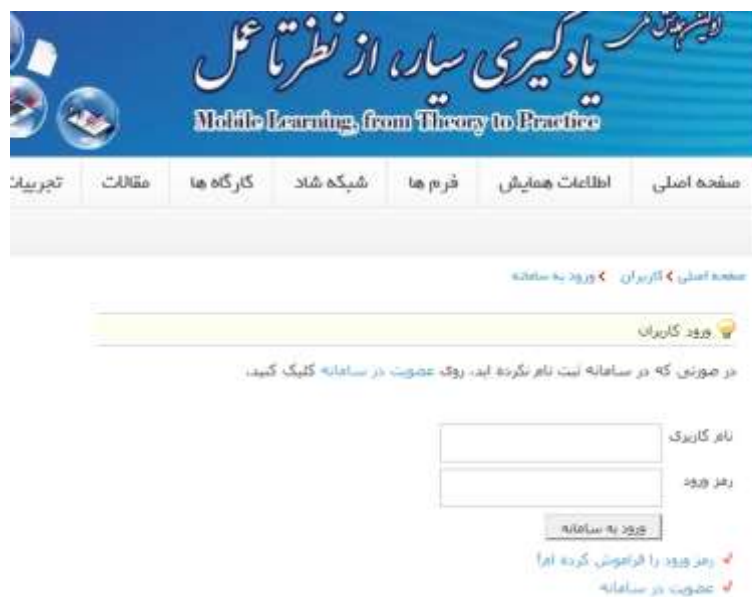 اولین همایش ملی
یادگیری سیار، از نظر تا عمل
Mobile Learning, from Theory to Practice
صفحه اصلی اطلاعات همایش فرم ها شبکه شاد کارگاه ها مقالات
صفحه اصلی › کاربران › ورود به سامانه
ورود کاربران
در صورتی که در سامانه ثبت نام نکرده اید، روی عضویت در سامانه کلیک کنید.
نام کاربری
رمز ورود
ورود به سامانه
رمز ورود را فراموش کرده ام!
عضویت در سامانه